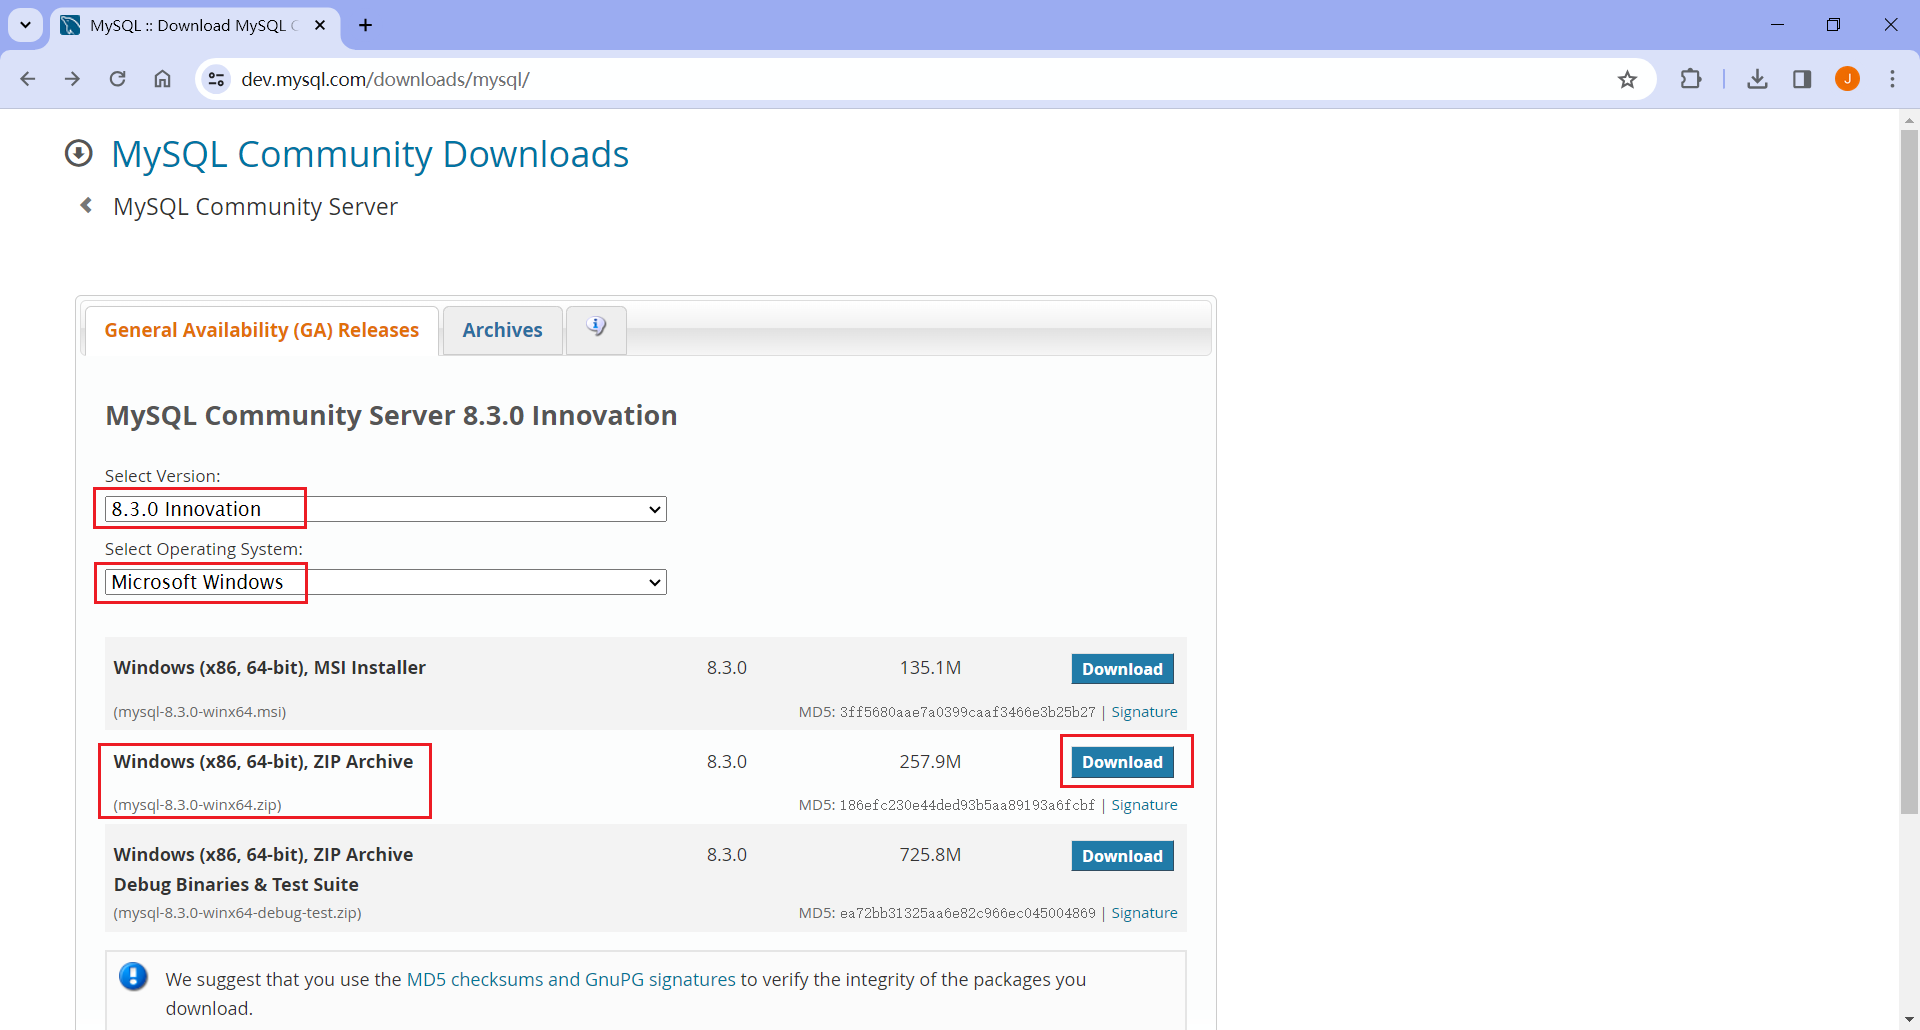 MySQL :: Download MySQL C
dev.mysql.com/downloads/mysql/
J
MySQL Community Downloads
MySQL Community Server
General Availability (GA) Releases
Archives
MySQL Community Server 8.3.0 Innovation
Select Version:
8.3.0 Innovation
Select Operating System:
Microsoft Windows
Windows (x86, 64-bit), MSI Installer 8.3.0 135.1M Download
(mysql-8.3.0-winx64.msi) MD5: 3ff5680aae7a0399caaf3466e3b25b27 | Signature
Windows (x86, 64-bit), ZIP Archive 8.3.0 257.9M Download
(mysql-8.3.0-winx64.zip) MD5: 186efc230e44ded93b5aa89193a6fcbf | Signature
Windows (x86, 64-bit), ZIP Archive 8.3.0 725.8M Download
Debug Binaries & Test Suite
(mysql-8.3.0-winx64-debug-test.zip) MD5: ea72bb31325aa6e82c966ec045004869 | Signature
We suggest that you use the MD5 checksums and GnuPG signatures to verify the integrity of the packages you
download.